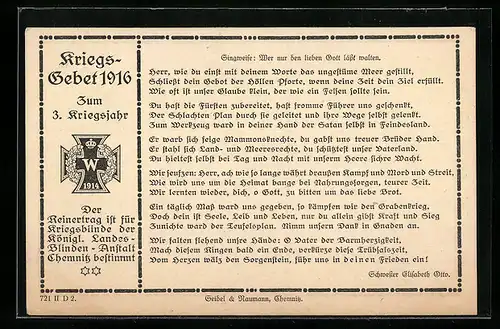 Kriegs-
Gebet 1916
Zum
3. Kriegsjahr
W
1914
Der
Reinertrag ist für
Kriegsblinde der
Königl. Landes-
Blinden-Anstalt
Chemnitz bestimmt
Singweise: Wer nur den lieben Gott läßt walten.
Herr, wie du einst mit deinem Worte das ungestüme Meer gestillt,
Schließt dein Gebot der Höllen Pforte, wenn deine Zeit dein Ziel erfüllt.
Wie oft ist unser Glaube klein, der wie ein Felsen sollte sein.
Du hast die Fürsten zubereitet, hast fromme Führer uns geschenkt,
Der Schlachten Plan durch sie geleitet und ihre Wege selbst gelenkt.
Zum Werkzeug ward in deiner Hand der Satan selbst in Feindesland.
Er warb sich feige Mammonsknechte, du gabst uns treuer Brüder Hand.
Er stahl sich Land- und Meeresrechte, du schütztest unser Vaterland.
Du hieltest selbst bei Tag und Nacht mit unserm Heere sichre Wacht.
Wir seufzen: Herr, ach wie so lange währt draußen Kampf und Mord und Streit,
Wie wird uns um die Heimat bange bei Nahrungsorgen, teurer Zeit.
Wir lernten wieder, dich, o Gott, zu bitten um das liebe Brot.
Ein täglich Maß ward uns gegeben, so kämpfen wir den Grabenkrieg,
Doch dein ist Seele, Leib und Leben, nur du allein gibst Kraft und Sieg
Zunichte ward der Teufelsplan. Nimm unsern Dank in Gnaden an.
Wir falten flehend unsre Hände: O Vater der Barmherzigkeit,
Mach diesem Ringen bald ein Ende, verkürze diese Trübsalszeit.
Vom Herzen wälz den Sorgenstein, führ uns in deinen Frieden ein!
Schwester Elisabeth Otto.
721 II D 2.
Geibel & Naumann, Chemnitz.